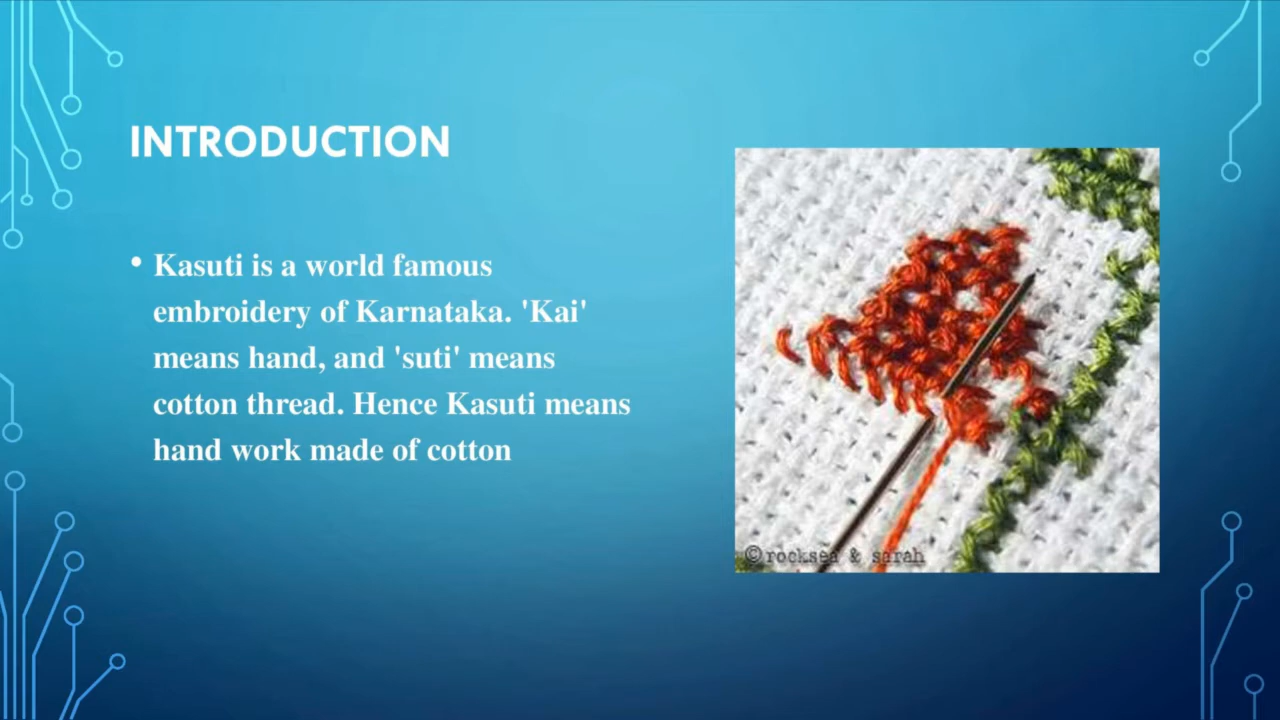 INTRODUCTION
• Kasuti is a world famous
embroidery of Karnataka. 'Kai'
means hand, and 'suti' means
cotton thread. Hence Kasuti means
hand work made of cotton
©rocksea & sarah